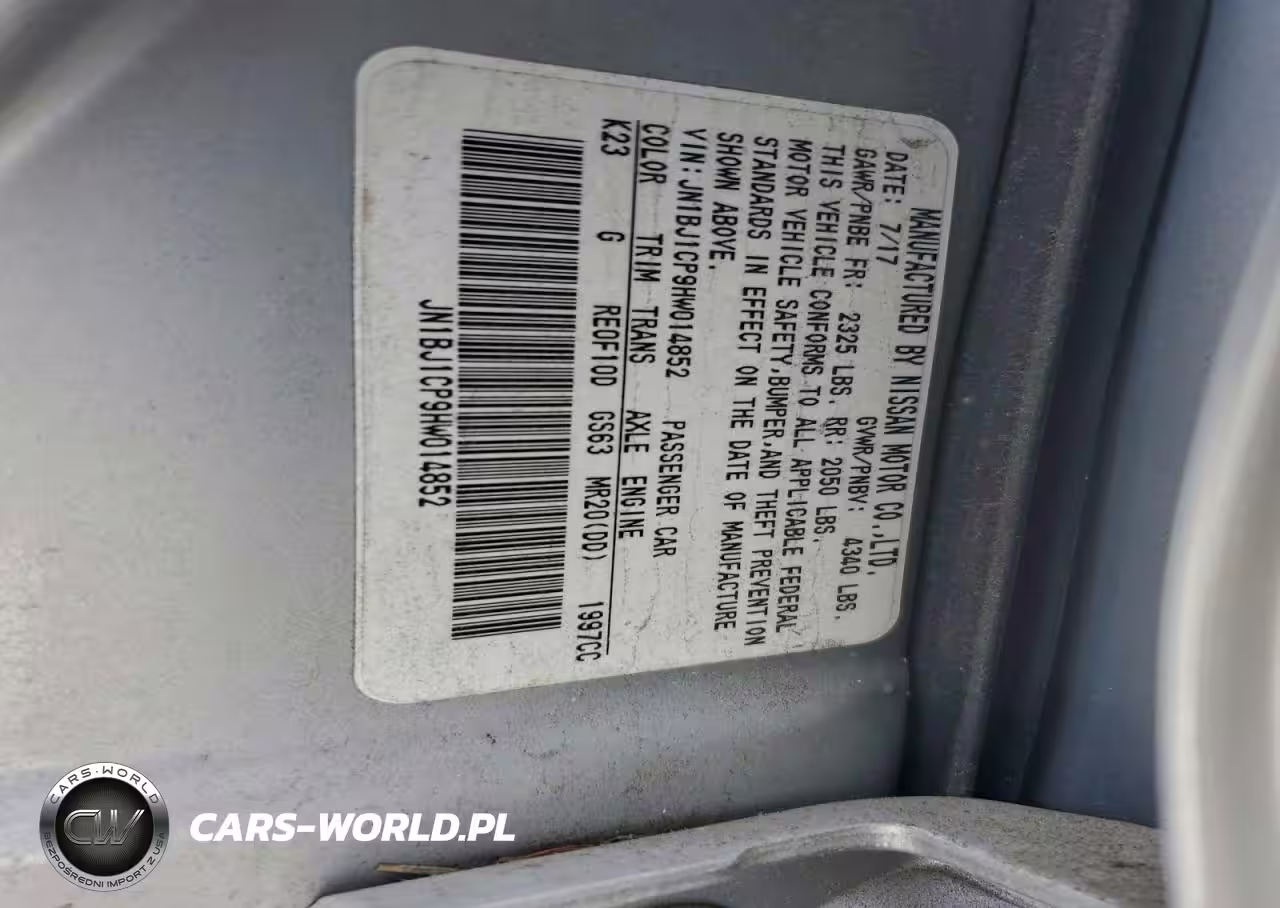 MANUFACTURED BY NISSAN MOTOR CO.,LTD.
DATE: 7/17 GVWR/PNBV: 4340 LBS.
GAWR/PNBE FR: 2325 LBS. RR: 2050 LBS.
THIS VEHICLE CONFORMS TO ALL APPLICABLE FEDERAL
MOTOR VEHICLE SAFETY,BUMPER,AND THEFT PREVENTION
STANDARDS IN EFFECT ON THE DATE OF MANUFACTURE
SHOWN ABOVE.
VIN:JN1BJ1CP9HW014852 PASSENGER CAR
COLOR TRIM TRANS AXLE ENGINE
K23 G RE0F10D GS63 MR20(DD) 1997CC
JN1BJ1CP9HW014852
CARS-WORLD
CW
BEZPOŚREDNI IMPORT Z USA
CARS-WORLD.PL